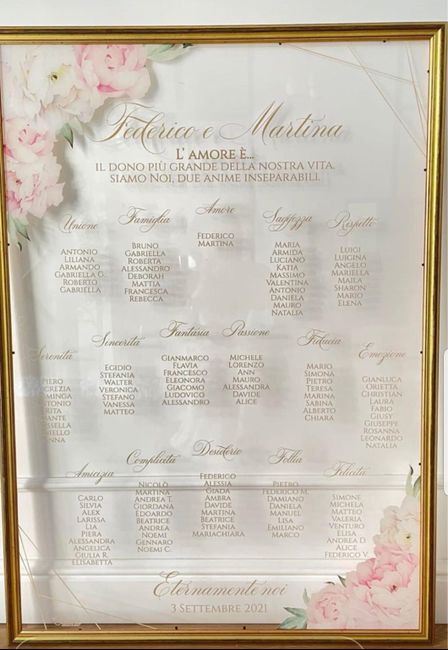 Federico e Martina
L' AMORE È...
IL DONO PIÙ GRANDE DELLA NOSTRA VITA.
SIAMO NOI, DUE ANIME INSEPARABILI.
Unione
ANTONIO
LILIANA
ARMANDO
GABRIELLA G.
ROBERTO
GABRIELLA
Famiglia
BRUNO
GABRIELLA
ROBERTA
ALESSANDRO
DEBORAH
MATTIA
FRANCESCA
REBECCA
Amore
FEDERICO
MARTINA
Saggezza
MARIA
ARMIDA
LUCIANO
KATIA
MASSIMO
VALENTINA
ANTONIO
DANIELA
MAURO
NATALIA
Rispetto
LUIGI
LUIGINA
ANGELO
MARIELLA
MAILA
SHARON
MARIO
ELENA
Serenità
PIERO
ROBERTO
Sincerità
EGIDIO
STEFANIA
WALTER
VERONICA
STEFANO
VANESSA
MATTEO
Fantasia
GIANMARCO
FLAVIA
FRANCESCO
ELEONORA
GIACOMO
LUDOVICO
ALESSANDRO
Passione
MICHELE
LORENZO
ANN
MAURO
ALESSANDRA
DAVIDE
ALICE
Fiducia
MARIO
SIMONA
PIETRO
TERESA
MARINA
SABINA
ALBERTO
CHIARA
Emozione
GIANLUCA
ORIETTA
CHRISTIAN
LAURA
FABIO
GIUSY
GIUSEPPE
ROSANNA
LEONARDO
NATALIA
Amicizia
CARLO
SILVIA
ALEX
LARISSA
LIA
PIERA
ALESSANDRA
ANGELICA
GIULIA R.
ELISABETTA
Complicità
NICOLÒ
MARTINA
ANDREA T.
GIORDANA
EDOARDO
BEATRICE
ANDREA
NOEMI
GENNARO
NOEMI C.
Desiderio
FEDERICO
ALESSIA
GIADA
AMBRA
DAVIDE
MARTINA
BEATRICE
STEFANIA
MARIACHIARA
Follia
PIETRO
FEDERICO M.
DAMIANO
DANIELA
MANUEL
LISA
EMILIANO
MARCO
Felicità
SIMONE
MICHELA
MATTEO
VALERIA
VENTURI
ELISA
ANDREA D.
ALICE
FEDERICO V.
Eternamente noi
3 SETTEMBRE 2021